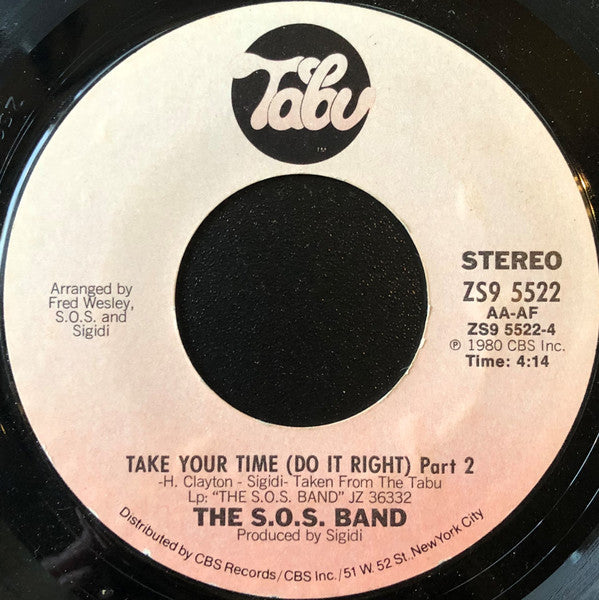 Tabu
TM
STEREO
ZS9 5522
AA-AF
ZS9 5522-4
℗ 1980 CBS Inc.
Time: 4:14
Arranged by
Fred Wesley,
S.O.S. and
Sigidi
TAKE YOUR TIME (DO IT RIGHT) Part 2
-H. Clayton - Sigidi- Taken From The Tabu
Lp: "THE S.O.S. BAND" JZ 36332
THE S.O.S. BAND
Produced by Sigidi
Distributed by CBS Records/CBS Inc./51 W. 52 St., New York City